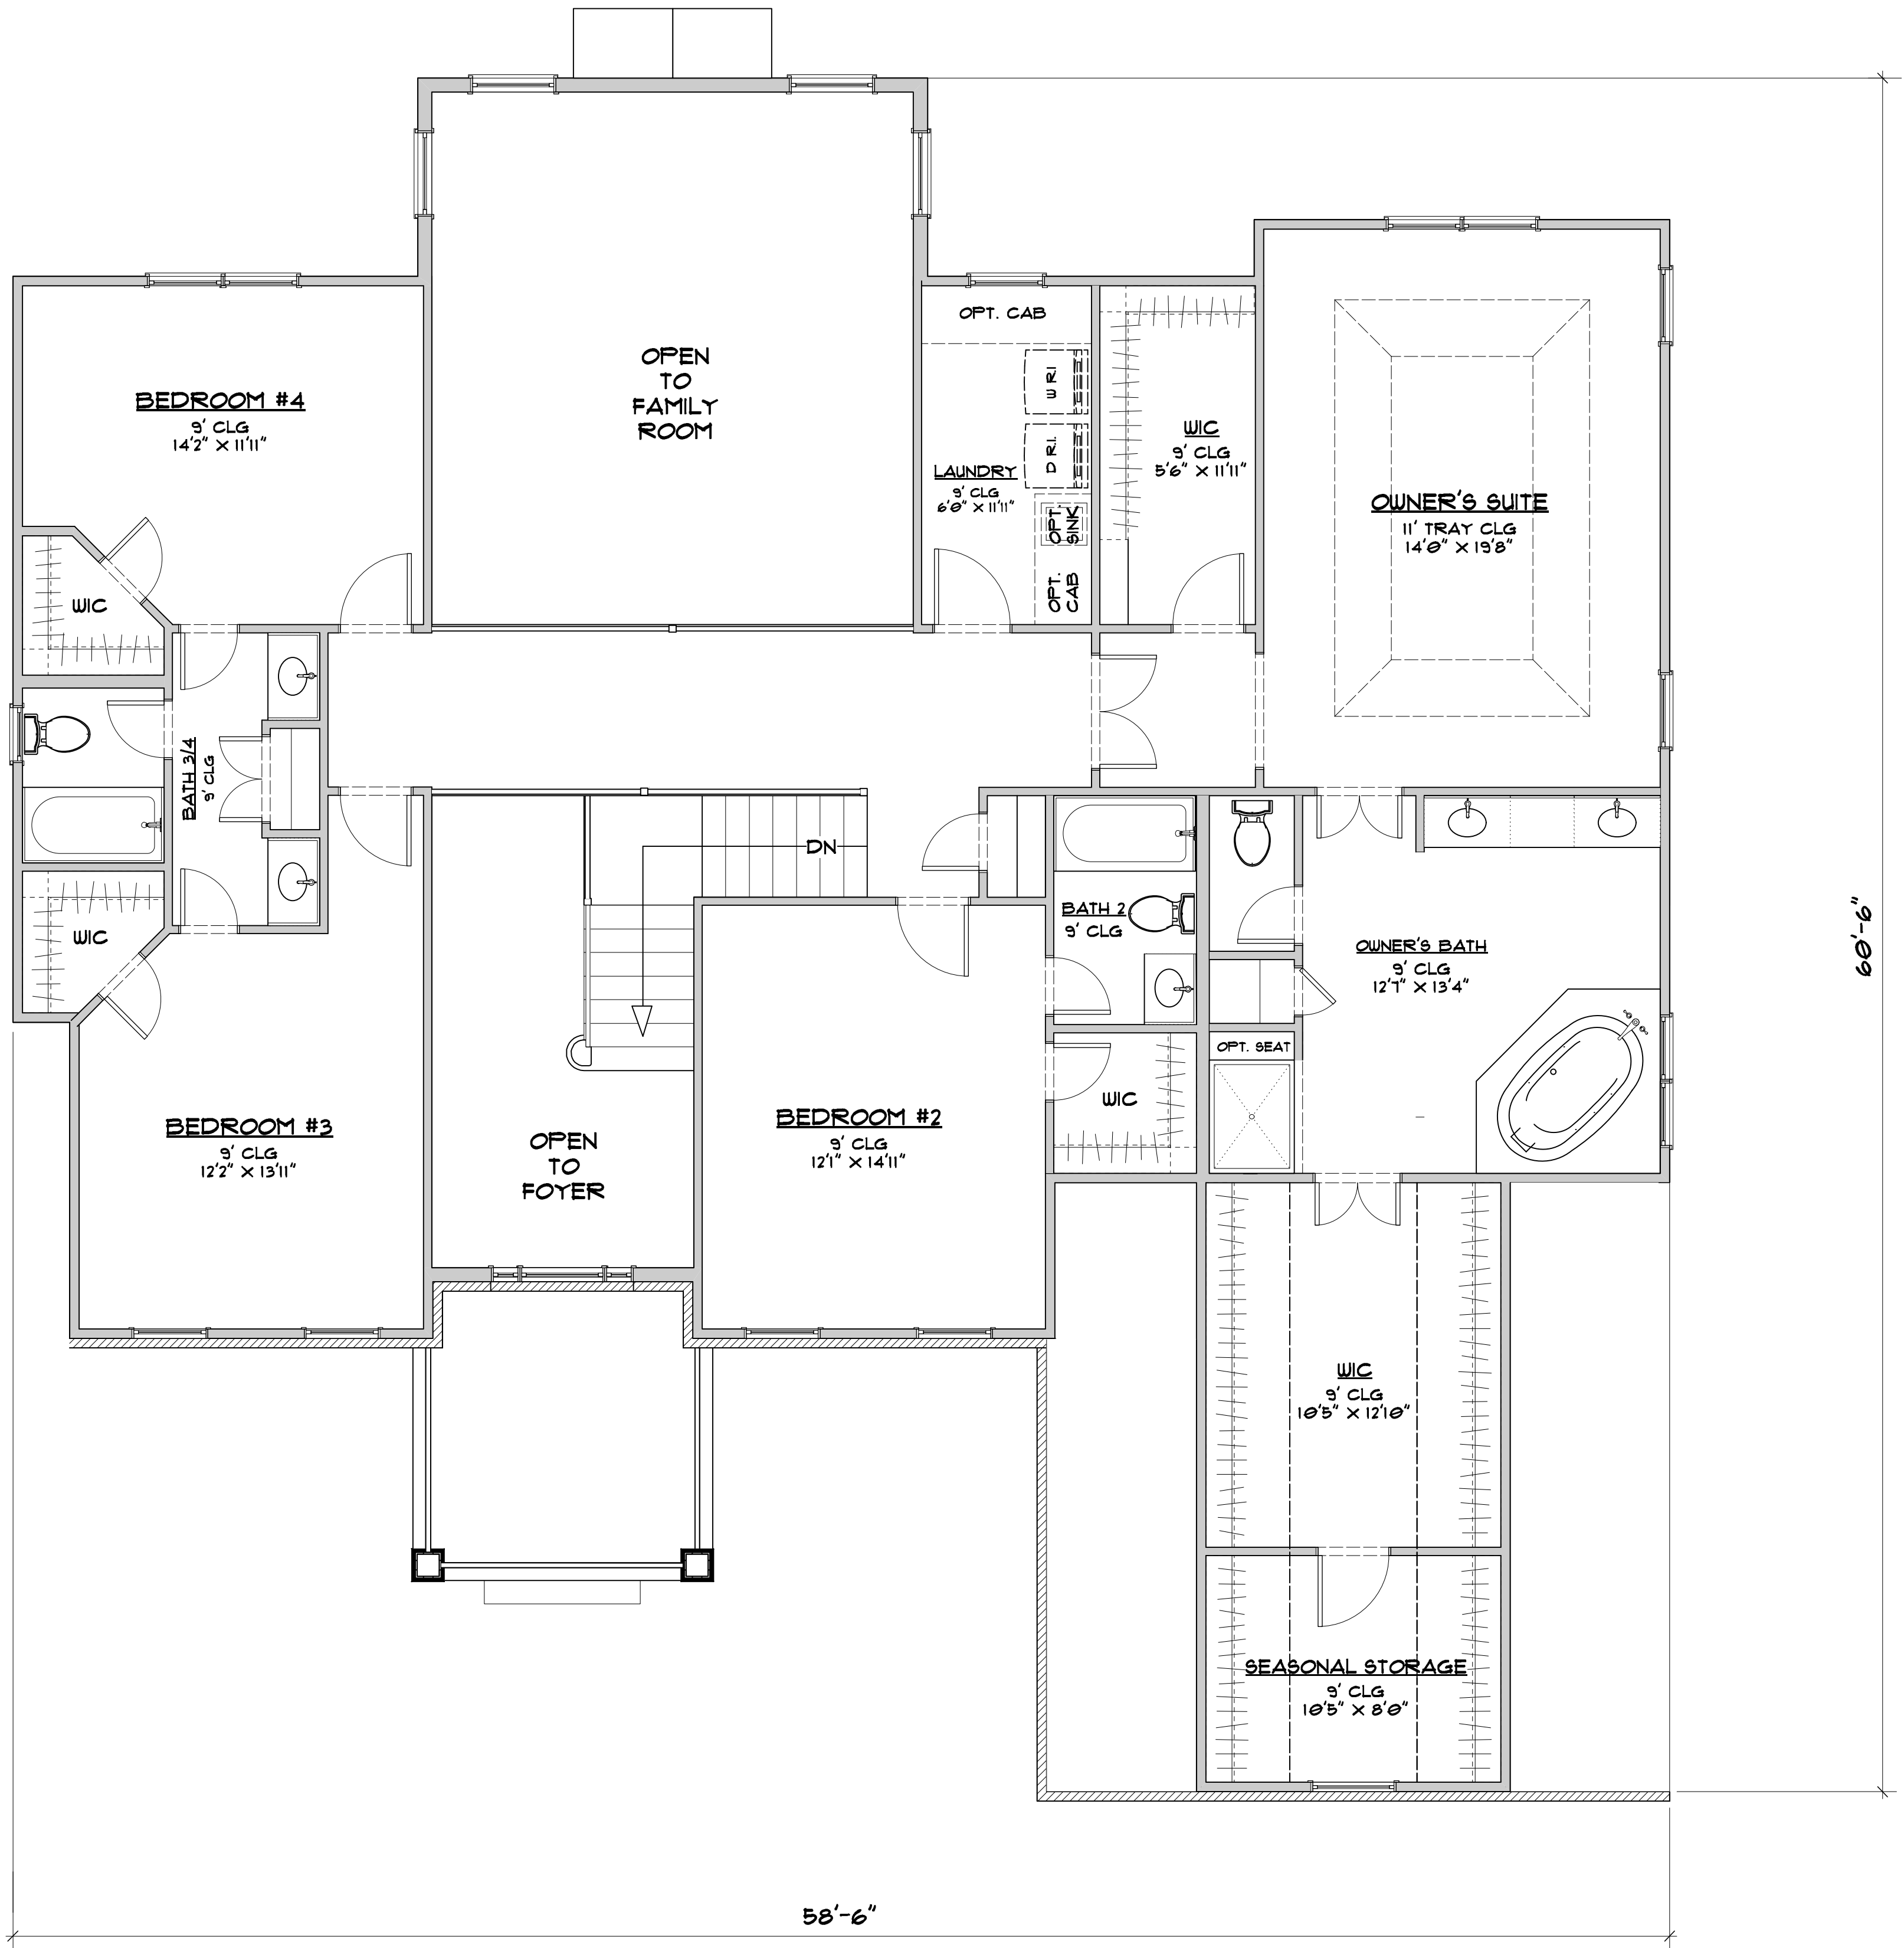 OPEN
TO
FAMILY
ROOM
OPT. CAB
W R.I
D R.I.
LAUNDRY
9' CLG
6'0" X 11'11"
OPT.
SINK
OPT.
CAB
WIC
9' CLG
5'6" X 11'11"
BEDROOM #4
9' CLG
14'2" X 11'11"
WIC
OWNER'S SUITE
11' TRAY CLG
14'0" X 19'8"
BATH 3/4
9' CLG
DN
WIC
BATH 2
9' CLG
OWNER'S BATH
9' CLG
12'7" X 13'4"
OPT. SEAT
WIC
BEDROOM #3
9' CLG
12'2" X 13'11"
OPEN
TO
FOYER
BEDROOM #2
9' CLG
12'1" X 14'11"
WIC
9' CLG
10'5" X 12'10"
SEASONAL STORAGE
9' CLG
10'5" X 8'0"
60'-6"
58'-6"